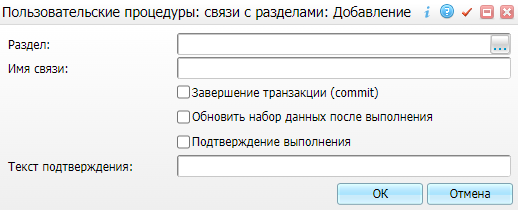 Пользовательские процедуры: связи с разделами: Добавление
Раздел:
Имя связи:
Завершение транзакции (commit)
Обновить набор данных после выполнения
Подтверждение выполнения
Текст подтверждения:
ОК Отмена